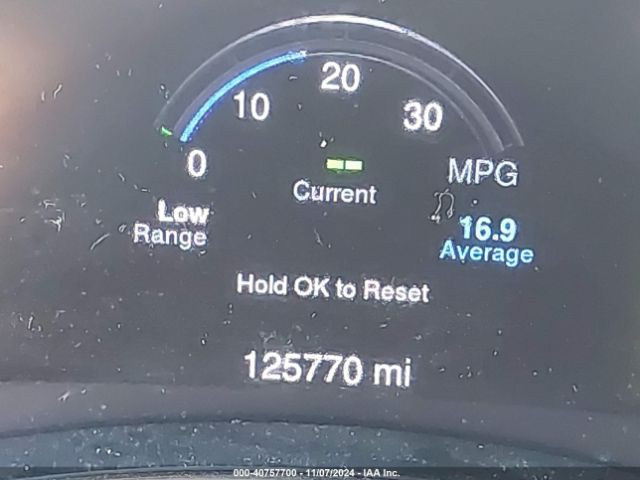 20
10
30
0
MPG
Current
Low
Range
16.9
Average
Hold OK to Reset
125770 mi
000-40757700 - 11/07/2024 - IAA Inc.